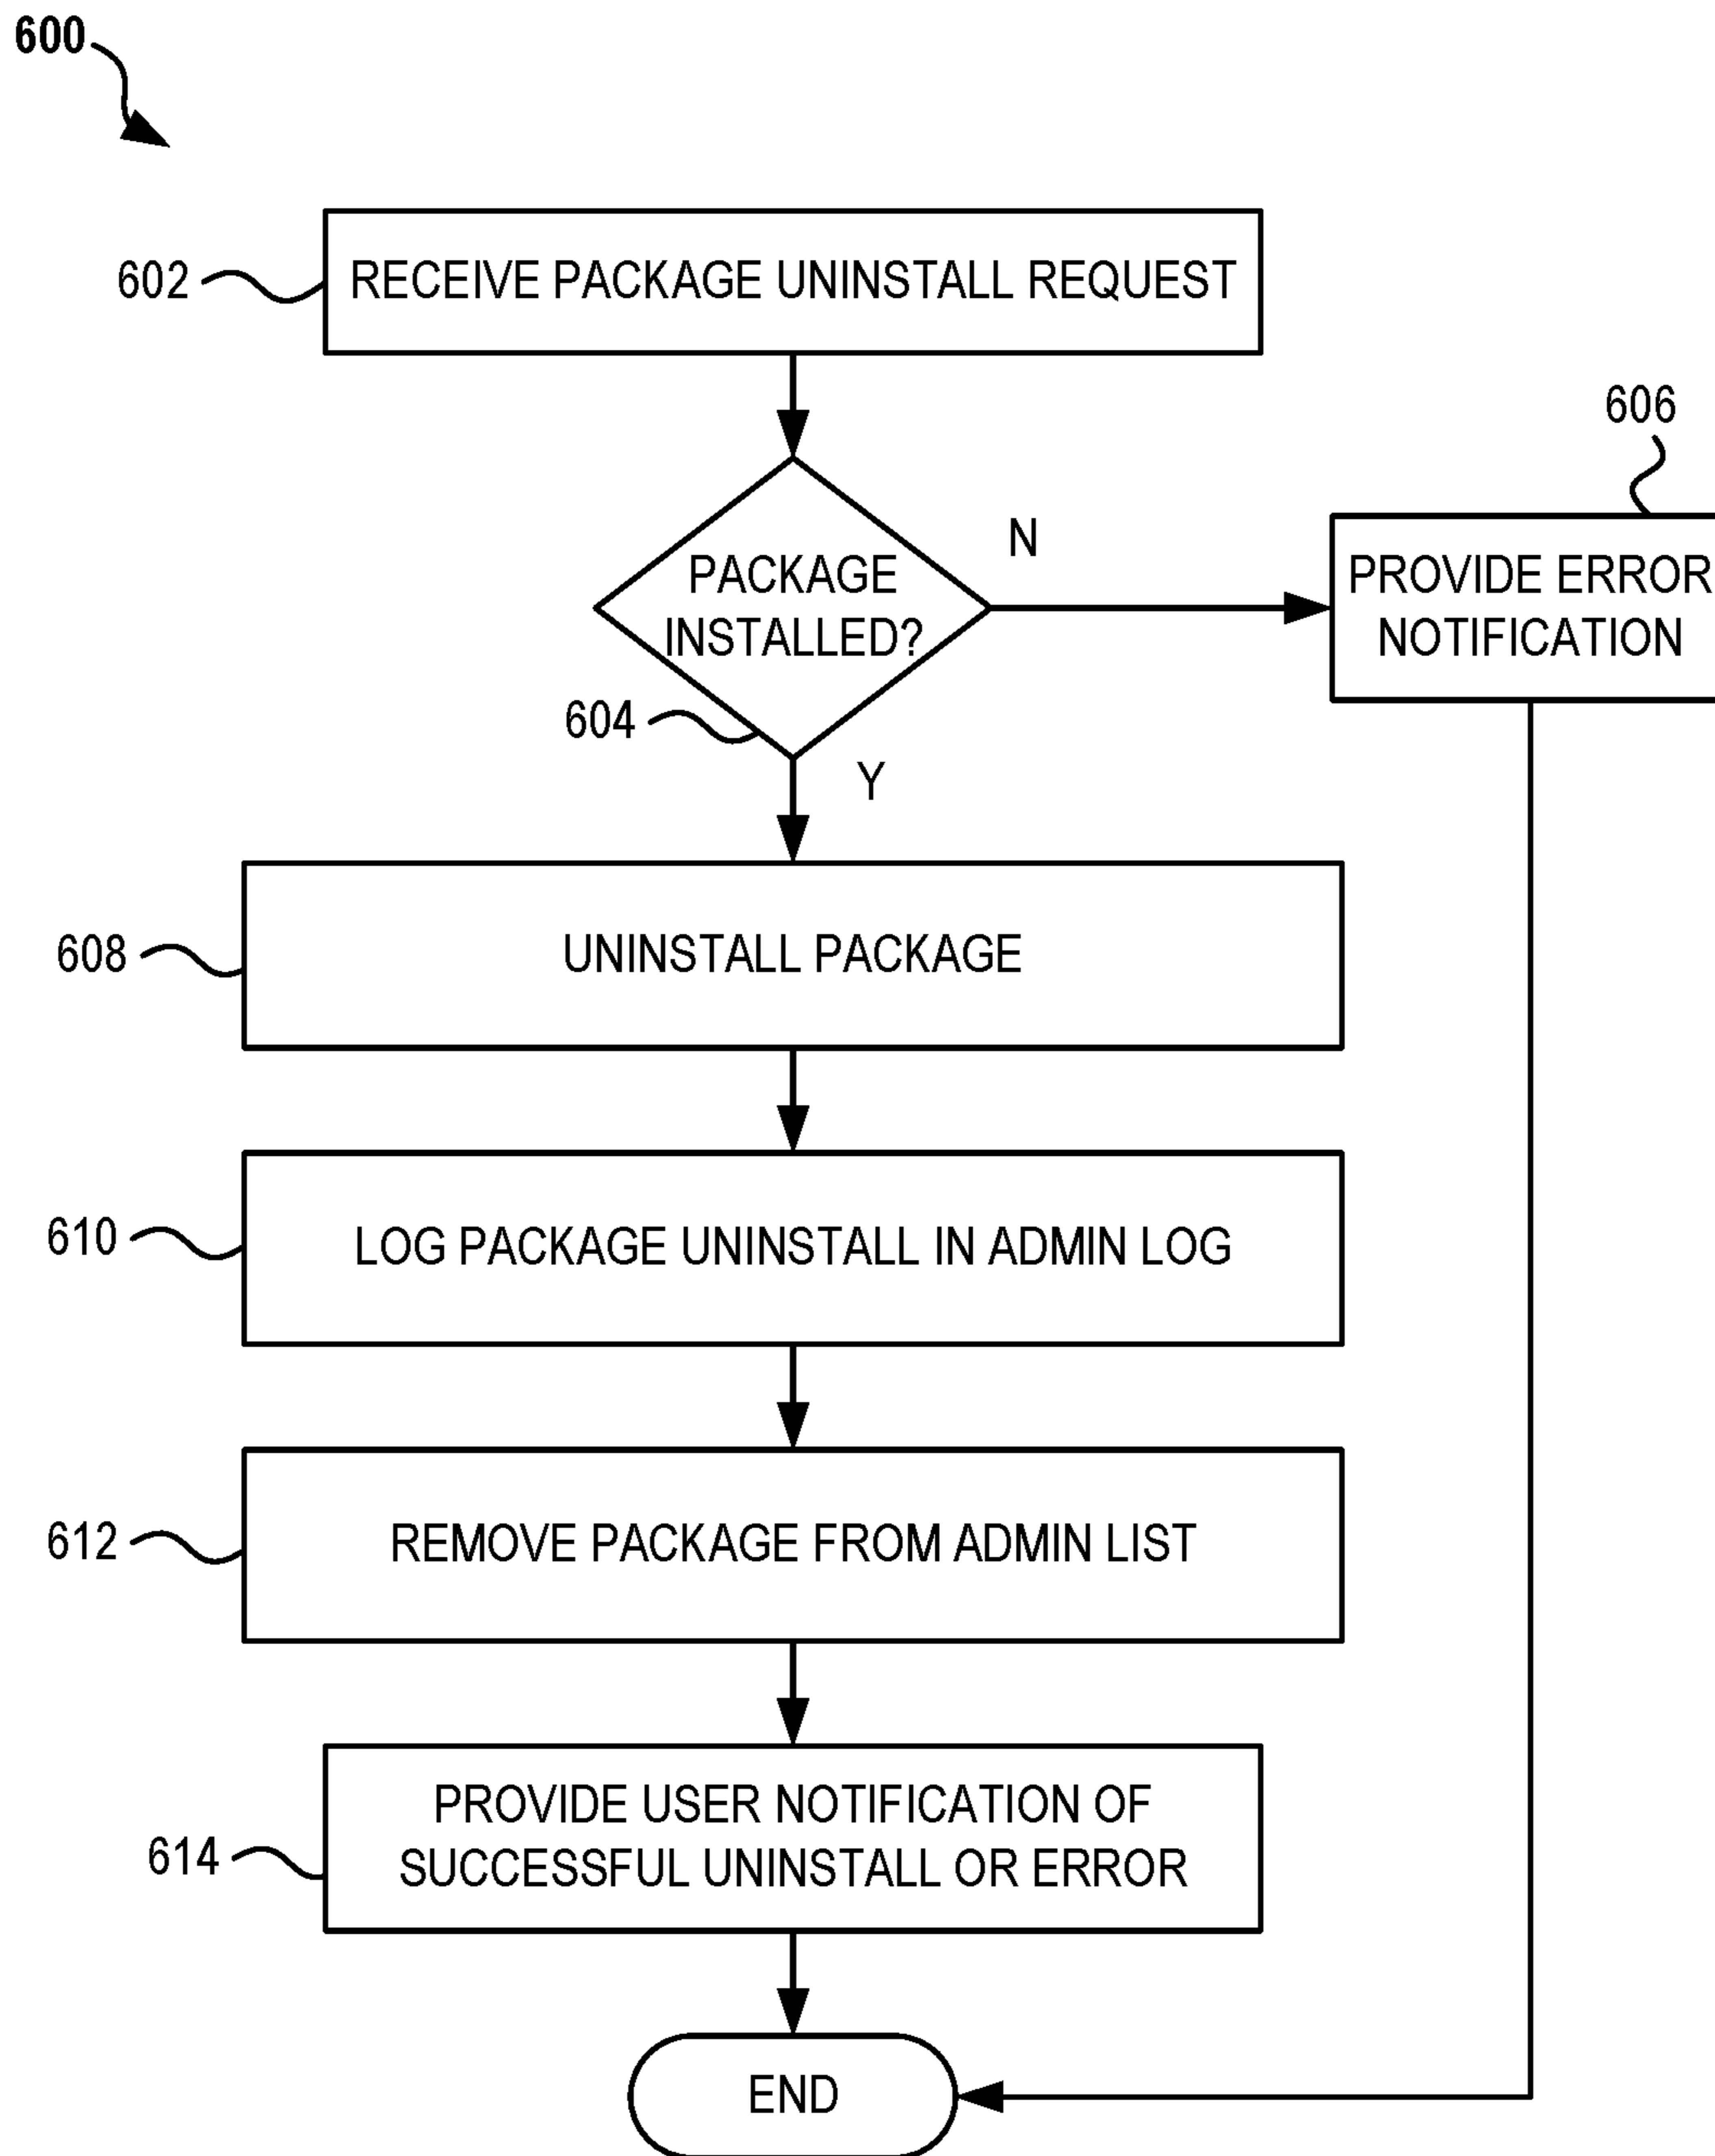 600
602
RECEIVE PACKAGE UNINSTALL REQUEST
606
N
PACKAGE
INSTALLED?
PROVIDE ERROR
NOTIFICATION
604
Y
608
UNINSTALL PACKAGE
610
LOG PACKAGE UNINSTALL IN ADMIN LOG
612
REMOVE PACKAGE FROM ADMIN LIST
614
PROVIDE USER NOTIFICATION OF
SUCCESSFUL UNINSTALL OR ERROR
END